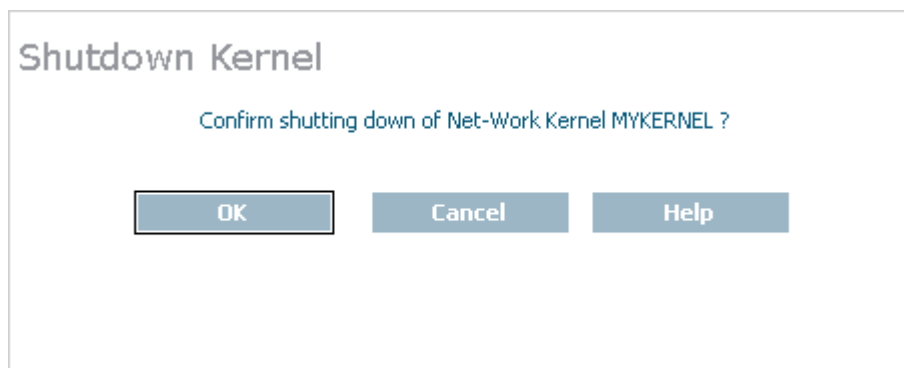 Shutdown Kernel
Confirm shutting down of Net-Work Kernel MYKERNEL ?
OK Cancel Help